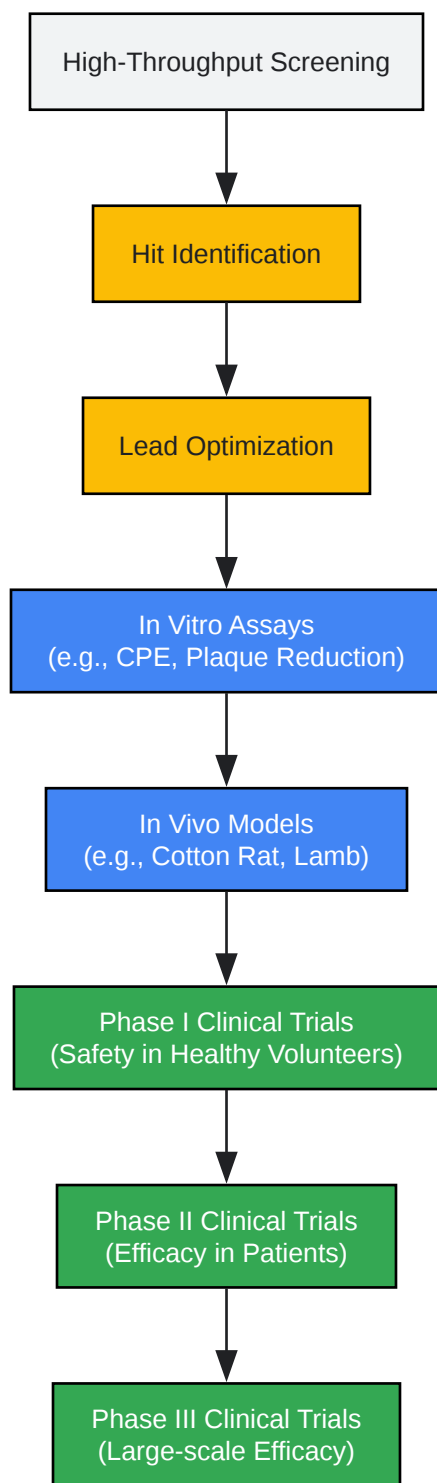 High-Throughput Screening
Hit Identification
Lead Optimization
In Vitro Assays
(e.g., CPE, Plaque Reduction)
In Vivo Models
(e.g., Cotton Rat, Lamb)
Phase I Clinical Trials
(Safety in Healthy Volunteers)
Phase II Clinical Trials
(Efficacy in Patients)
Phase III Clinical Trials
(Large-scale Efficacy)